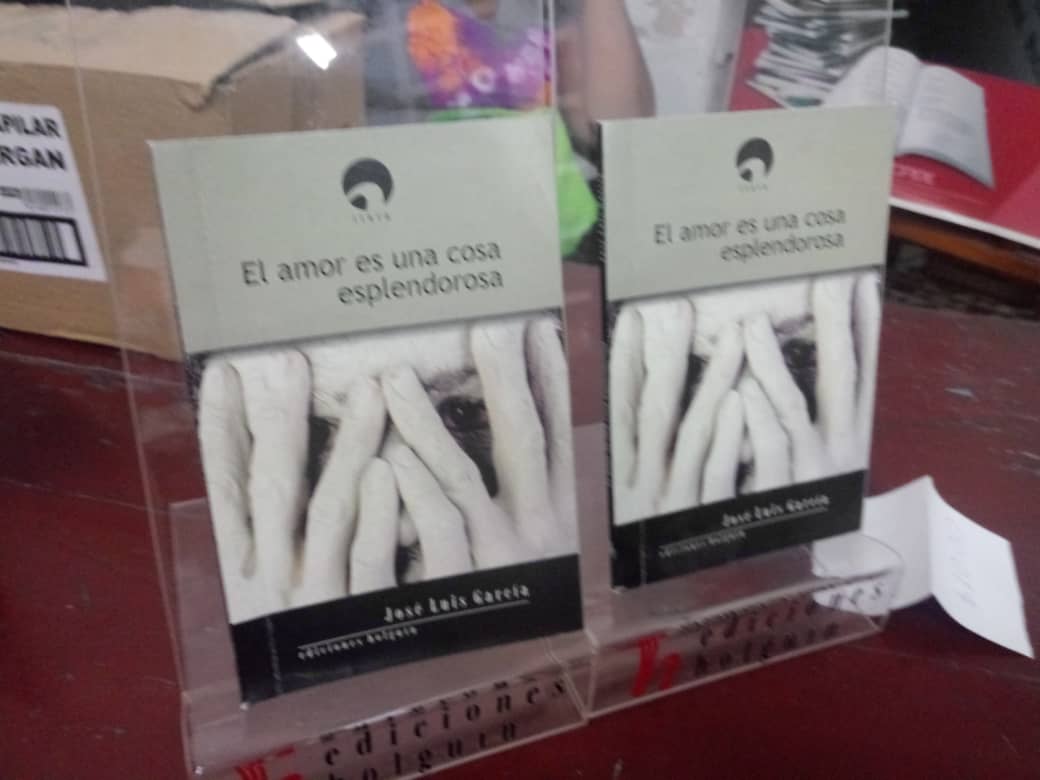 PILAR
RGAN
El amor es una cosa
esplendorosa
José Luis García
ediciones holguín
ediciones
holguín
El amor es una cosa
esplendorosa
José Luis García
ediciones holguín
ediciones
holguín